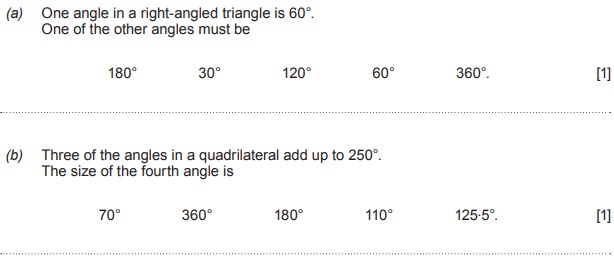 (a) One angle in a right-angled triangle is 60°.
One of the other angles must be
180° 30° 120° 60° 360°. [1]
(b) Three of the angles in a quadrilateral add up to 250°.
The size of the fourth angle is
70° 360° 180° 110° 125·5°. [1]